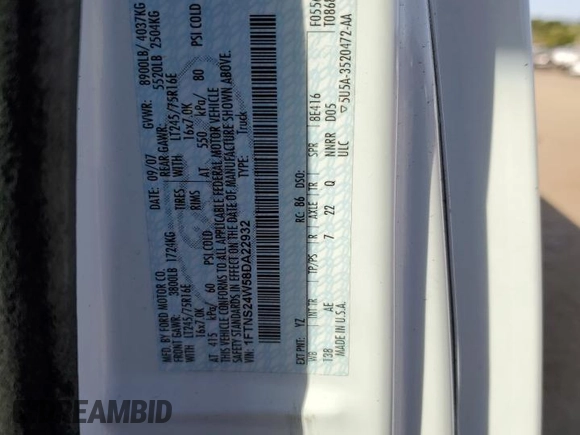 MFD. BY FORD MOTOR CO.
DATE: 09/07 GVWR: 8900LB/ 4037KG
FRONT GAWR: 3800LB 1724KG REAR GAWR: 5520LB 2504KG
WITH LT245/75R16E TIRES WITH LT245/75R16E
16x7.0K RIMS 16x7.0K
AT 415 kPa/ 60 PSI COLD AT 550 kPa/ 80 PSI COLD
THIS VEHICLE CONFORMS TO ALL APPLICABLE FEDERAL MOTOR VEHICLE
SAFETY STANDARDS IN EFFECT ON THE DATE OF MANUFACTURE SHOWN ABOVE.
VIN: 1FTNS24W58DA22932 TYPE: Truck
F0556
T0860
EXT PNT: YZ RC: 86 DSO:
WB INT TR TP/PS R AXLE TR SPR 8E416
138 AE 7 22 Q NNRR D05
MADE IN U.S.A. ULC
5U5A-3520472-AA
DREAMBID